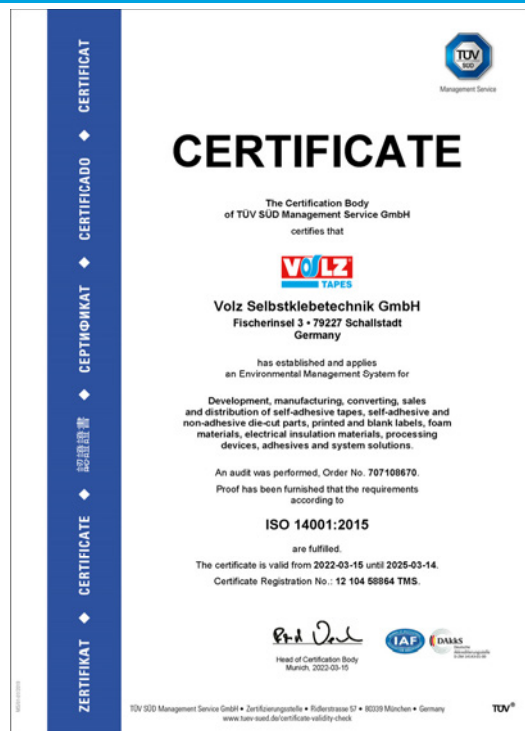 ZERTIFIKAT ◆ CERTIFICATE ◆ 認證證書 ◆ СЕРТИФИКАТ ◆ CERTIFICADO ◆ CERTIFICAT
TÜV
SÜD
Management Service
CERTIFICATE
The Certification Body
of TÜV SÜD Management Service GmbH
certifies that
VOLZ
TAPES
Volz Selbstklebetechnik GmbH
Fischerinsel 3 • 79227 Schallstadt
Germany
has established and applies
an Environmental Management System for
Development, manufacturing, converting, sales
and distribution of self-adhesive tapes, self-adhesive and
non-adhesive die-cut parts, printed and blank labels, foam
materials, electrical insulation materials, processing
devices, adhesives and system solutions.
An audit was performed, Order No. 707108670.
Proof has been furnished that the requirements
according to
ISO 14001:2015
are fulfilled.
The certificate is valid from 2022-03-15 until 2025-03-14.
Certificate Registration No.: 12 104 58864 TMS.
Head of Certification Body
Munich, 2022-03-15
IAF
DAkkS
Deutsche
Akkreditierungsstelle
TÜV SÜD Management Service GmbH • Zertifizierungsstelle • Ridlerstrasse 57 • 80339 München • Germany
www.tuev-sued.de/certificate-validity-check
TÜV®